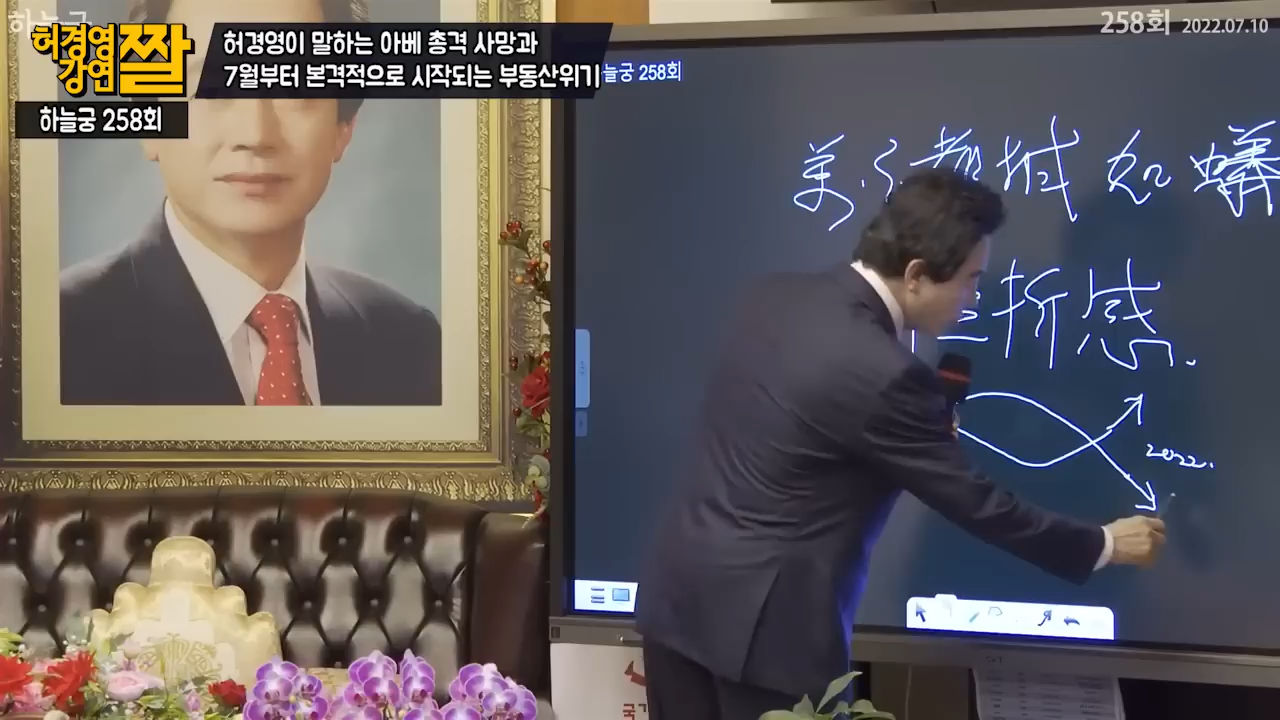 하늘궁
258회 2022.07.10
허경영
강연 짤
허경영이 말하는 아베 총격 사망과
7월부터 본격적으로 시작되는 부동산위기
늘궁 258회
하늘궁 258회
如 蟻
折感.
2022.
국